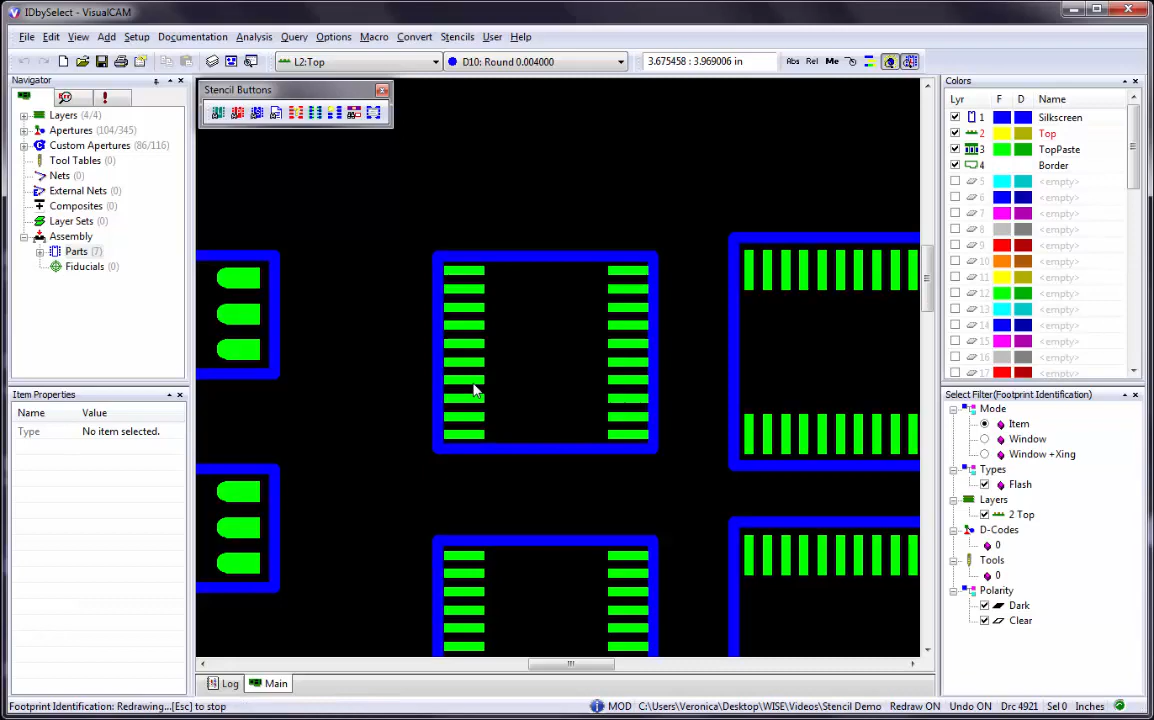 IDbySelect - VisualCAM
File Edit View Add Setup Documentation Analysis Query Options Macro Convert Stencils User Help
L2:Top D10: Round 0.004000 3.675458 : 3.969006 in Abs Rel Me
Navigator
Layers (4/4)
Apertures (104/345)
Custom Apertures (86/116)
Tool Tables (0)
Nets (0)
External Nets (0)
Composites (0)
Layer Sets (0)
Assembly
Parts (7)
Fiducials (0)
Item Properties
Name Value
Type No item selected.
Stencil Buttons
Log Main
Colors
Lyr F D Name
1 Silkscreen
2 Top
3 TopPaste
4 Border
5 <empty>
6 <empty>
7 <empty>
8 <empty>
9 <empty>
10 <empty>
11 <empty>
12 <empty>
13 <empty>
14 <empty>
15 <empty>
16 <empty>
17 <empty>
Select Filter(Footprint Identification)
Mode
Item
Window
Window +Xing
Types
Flash
Layers
2 Top
D-Codes
0
Tools
0
Polarity
Dark
Clear
Footprint Identification: Redrawing...[Esc] to stop MOD C:\Users\Veronica\Desktop\WISE\Videos\Stencil Demo Redraw ON Undo ON Drc 4921 Sel 0 Inches